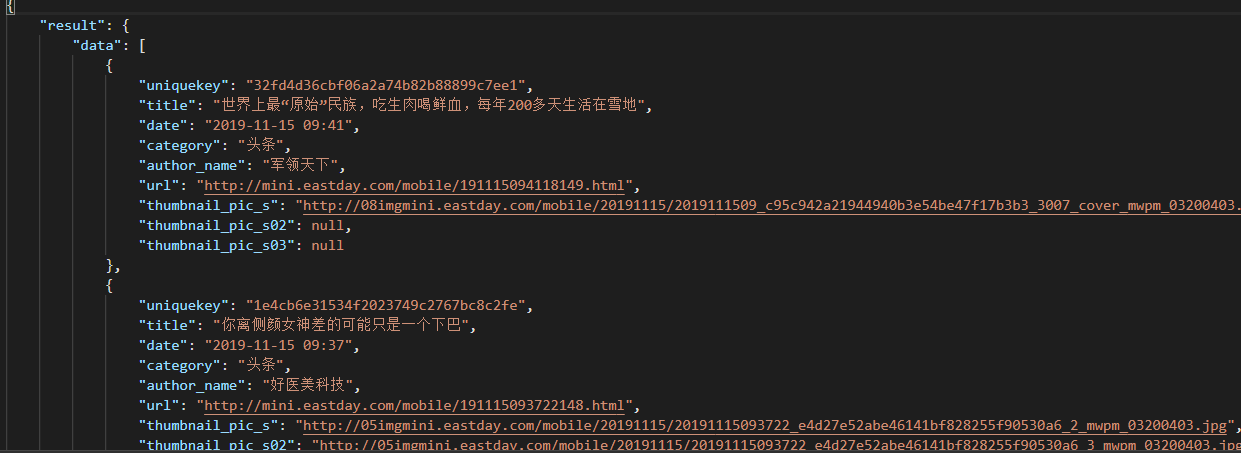 {
"result": {
"data": [
{
"uniquekey": "32fd4d36cbf06a2a74b82b88899c7ee1",
"title": "世界上最“原始”民族，吃生肉喝鲜血，每年200多天生活在雪地",
"date": "2019-11-15 09:41",
"category": "头条",
"author_name": "军领天下",
"url": "http://mini.eastday.com/mobile/191115094118149.html",
"thumbnail_pic_s": "http://08imgmini.eastday.com/mobile/20191115/2019111509_c95c942a21944940b3e54be47f17b3b3_3007_cover_mwpm_03200403.
"thumbnail_pic_s02": null,
"thumbnail_pic_s03": null
},
{
"uniquekey": "1e4cb6e31534f2023749c2767bc8c2fe",
"title": "你离侧颜女神差的可能只是一个下巴",
"date": "2019-11-15 09:37",
"category": "头条",
"author_name": "好医美科技",
"url": "http://mini.eastday.com/mobile/191115093722148.html",
"thumbnail_pic_s": "http://05imgmini.eastday.com/mobile/20191115/20191115093722_e4d27e52abe46141bf828255f90530a6_2_mwpm_03200403.jpg",
"thumbnail_pic_s02": "http://05imgmini.eastday.com/mobile/20191115/20191115093722_e4d27e52abe46141bf828255f90530a6_3_mwpm_03200403.jpg